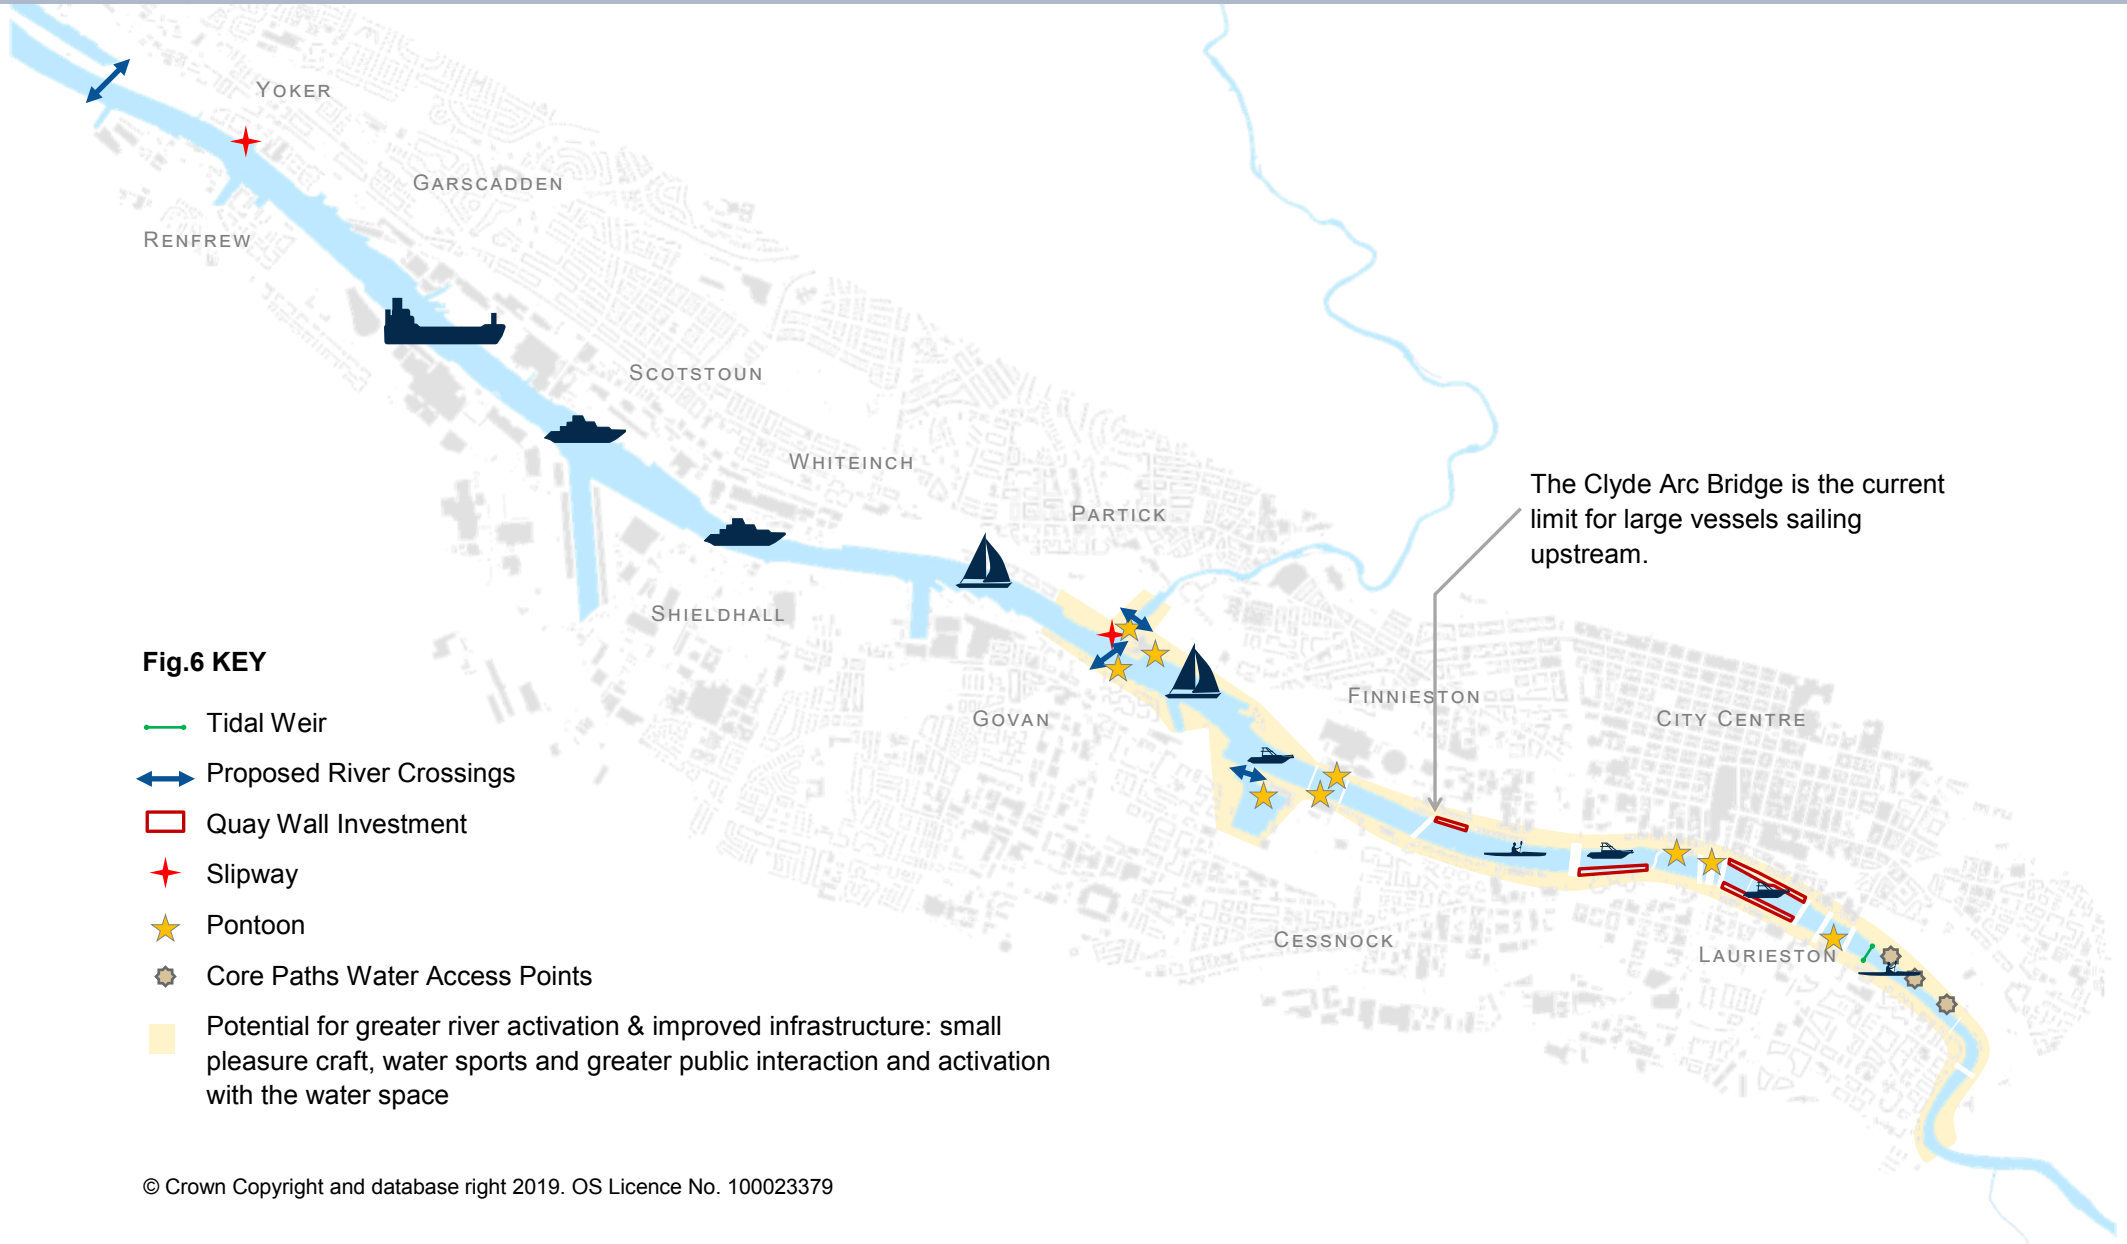 YOKER
GARSCADDEN
RENFREW
SCOTSTOUN
WHITEINCH
PARTICK
The Clyde Arc Bridge is the current
limit for large vessels sailing
upstream.
SHIELDHALL
GOVAN
FINNIESTON
CITY CENTRE
CESSNOCK
LAURIESTON
Fig.6 KEY
Tidal Weir
Proposed River Crossings
Quay Wall Investment
Slipway
Pontoon
Core Paths Water Access Points
Potential for greater river activation & improved infrastructure: small
pleasure craft, water sports and greater public interaction and activation
with the water space
© Crown Copyright and database right 2019. OS Licence No. 100023379